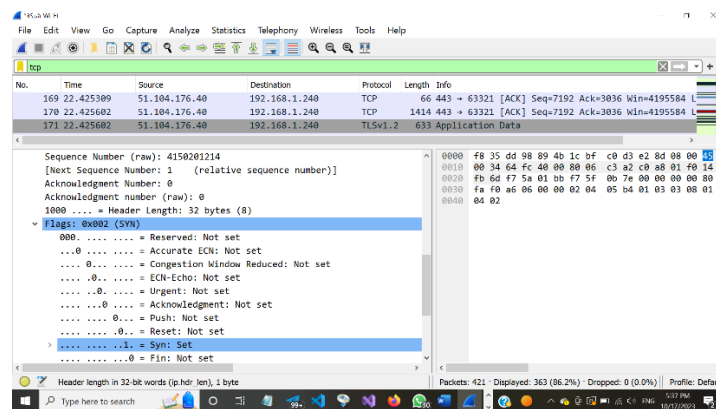 Wi-Fi
File Edit View Go Capture Analyze Statistics Telephony Wireless Tools Help
tcp
No. Time Source Destination Protocol Length Info
169 22.425309 51.104.176.40 192.168.1.240 TCP 66 443 → 63321 [ACK] Seq=7192 Ack=3036 Win=4195584 L
170 22.425602 51.104.176.40 192.168.1.240 TCP 1414 443 → 63321 [ACK] Seq=7192 Ack=3036 Win=4195584 L
171 22.425602 51.104.176.40 192.168.1.240 TLSv1.2 633 Application Data
Sequence Number (raw): 4150201214
[Next Sequence Number: 1 (relative sequence number)]
Acknowledgment Number: 0
Acknowledgment number (raw): 0
1000 .... = Header Length: 32 bytes (8)
Flags: 0x002 (SYN)
000. .... .... = Reserved: Not set
...0 .... .... = Accurate ECN: Not set
.... 0... .... = Congestion Window Reduced: Not set
.... .0.. .... = ECN-Echo: Not set
.... ..0. .... = Urgent: Not set
.... ...0 .... = Acknowledgment: Not set
.... .... 0... = Push: Not set
.... .... .0.. = Reset: Not set
.... .... ..1. = Syn: Set
.... .... ...0 = Fin: Not set
0000 f8 35 dd 98 89 4b 1c bf c0 d3 e2 8d 08 00 45
0010 00 34 64 fc 40 00 80 06 c3 a2 c0 a8 01 f0 14
0020 fb 6d f7 5a 01 bb f7 5f 0b 7e 00 00 00 00 80
0030 fa f0 a6 06 00 00 02 04 05 b4 01 03 03 08 01
0040 04 02
Header length in 32-bit words (ip.hdr_len), 1 byte
Packets: 421 · Displayed: 363 (86.2%) · Dropped: 0 (0.0%)
Profile: Defau
Type here to search
99+
ENG
5:37 PM
10/17/2023